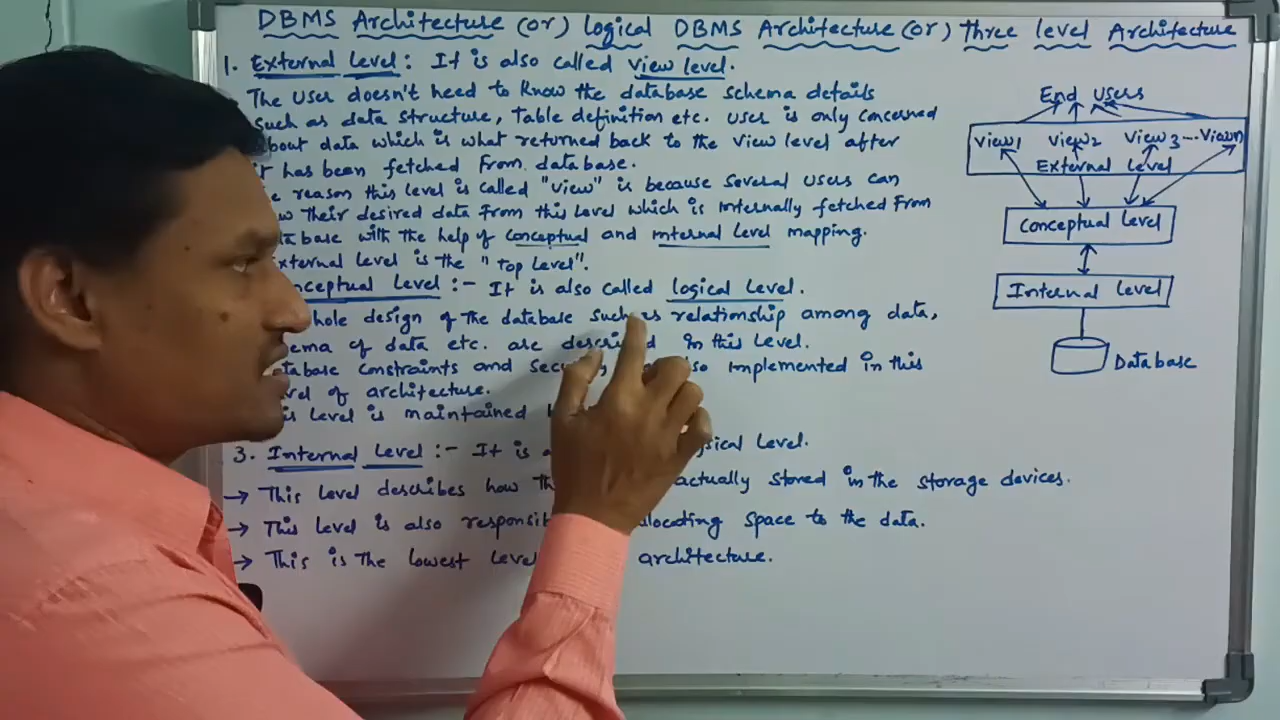 DBMS Architecture (or) Logical DBMS Architecture (or) Three level Architecture
1. External Level: It is also called view level.
The user doesn't need to know the database schema details
such as data structure, Table definition etc. user is only concerned
about data which is what returned back to the view level after
it has been fetched from database.
reason this level is called "view" is because several users can
their desired data from this level which is internally fetched from
database with the help of conceptual and internal level mapping.
External level is the "Top Level".
conceptual Level :- It is also called logical level.
whole design of the database such as relationship among data,
schema of data etc. are described in this level.
database constraints and implemented in this
level of architecture.
level is maintained
3. Internal Level :- It is level.
→ This level describes how actually stored in the storage devices.
→ This level is also space to the data.
→ This is the lowest architecture.
End users
view1 view2 view3 ... viewn
External level
Conceptual level
Internal level
Database